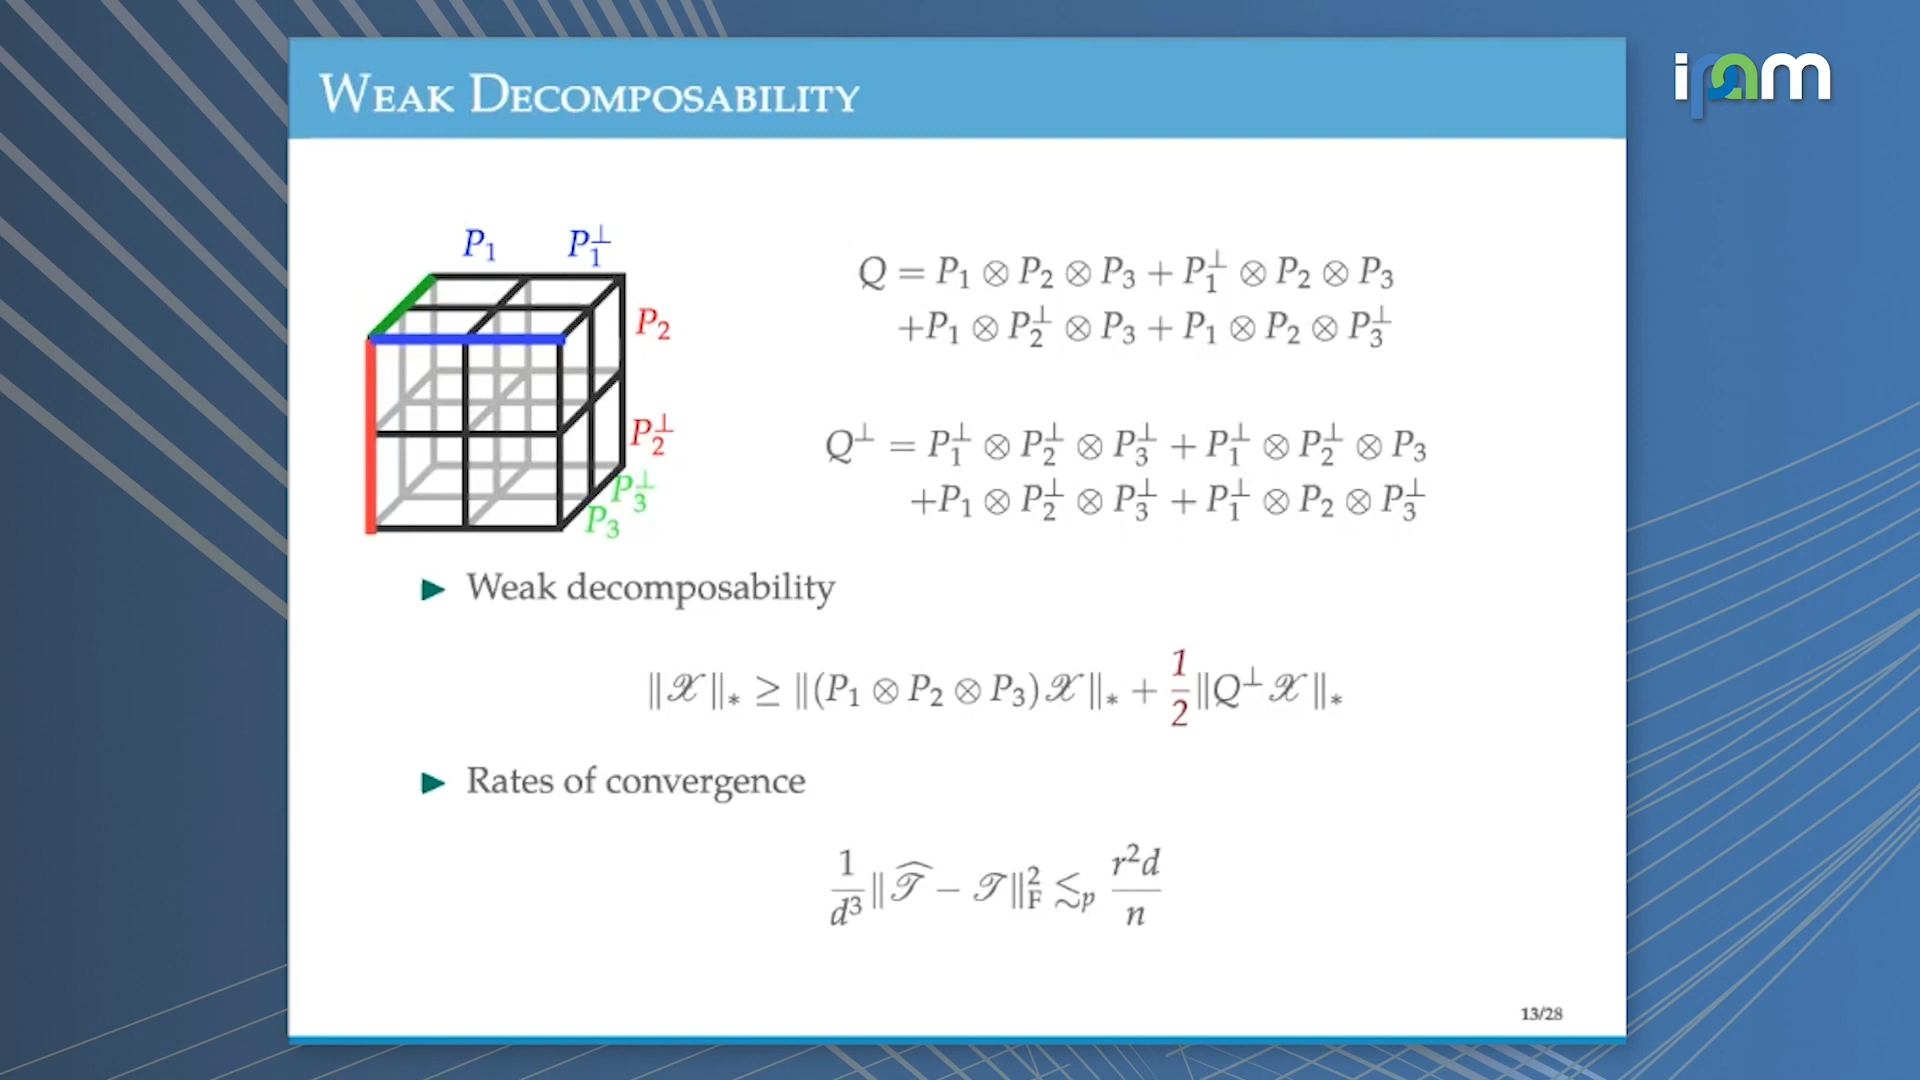 WEAK DECOMPOSABILITY
ipam
P₁ P₁^⊥
P₂
P₂^⊥
P₃^⊥
P₃
Q = P₁ ⊗ P₂ ⊗ P₃ + P₁^⊥ ⊗ P₂ ⊗ P₃
+P₁ ⊗ P₂^⊥ ⊗ P₃ + P₁ ⊗ P₂ ⊗ P₃^⊥
Q^⊥ = P₁^⊥ ⊗ P₂^⊥ ⊗ P₃^⊥ + P₁^⊥ ⊗ P₂^⊥ ⊗ P₃
+P₁ ⊗ P₂^⊥ ⊗ P₃^⊥ + P₁^⊥ ⊗ P₂ ⊗ P₃^⊥
▶ Weak decomposability
‖𝒳‖_* ≥ ‖(P₁ ⊗ P₂ ⊗ P₃)𝒳‖_* + 1/2 ‖Q^⊥𝒳‖_*
▶ Rates of convergence
1/d³ ‖𝒯̂ − 𝒯‖_F² ≲_p r²d/n
13/28